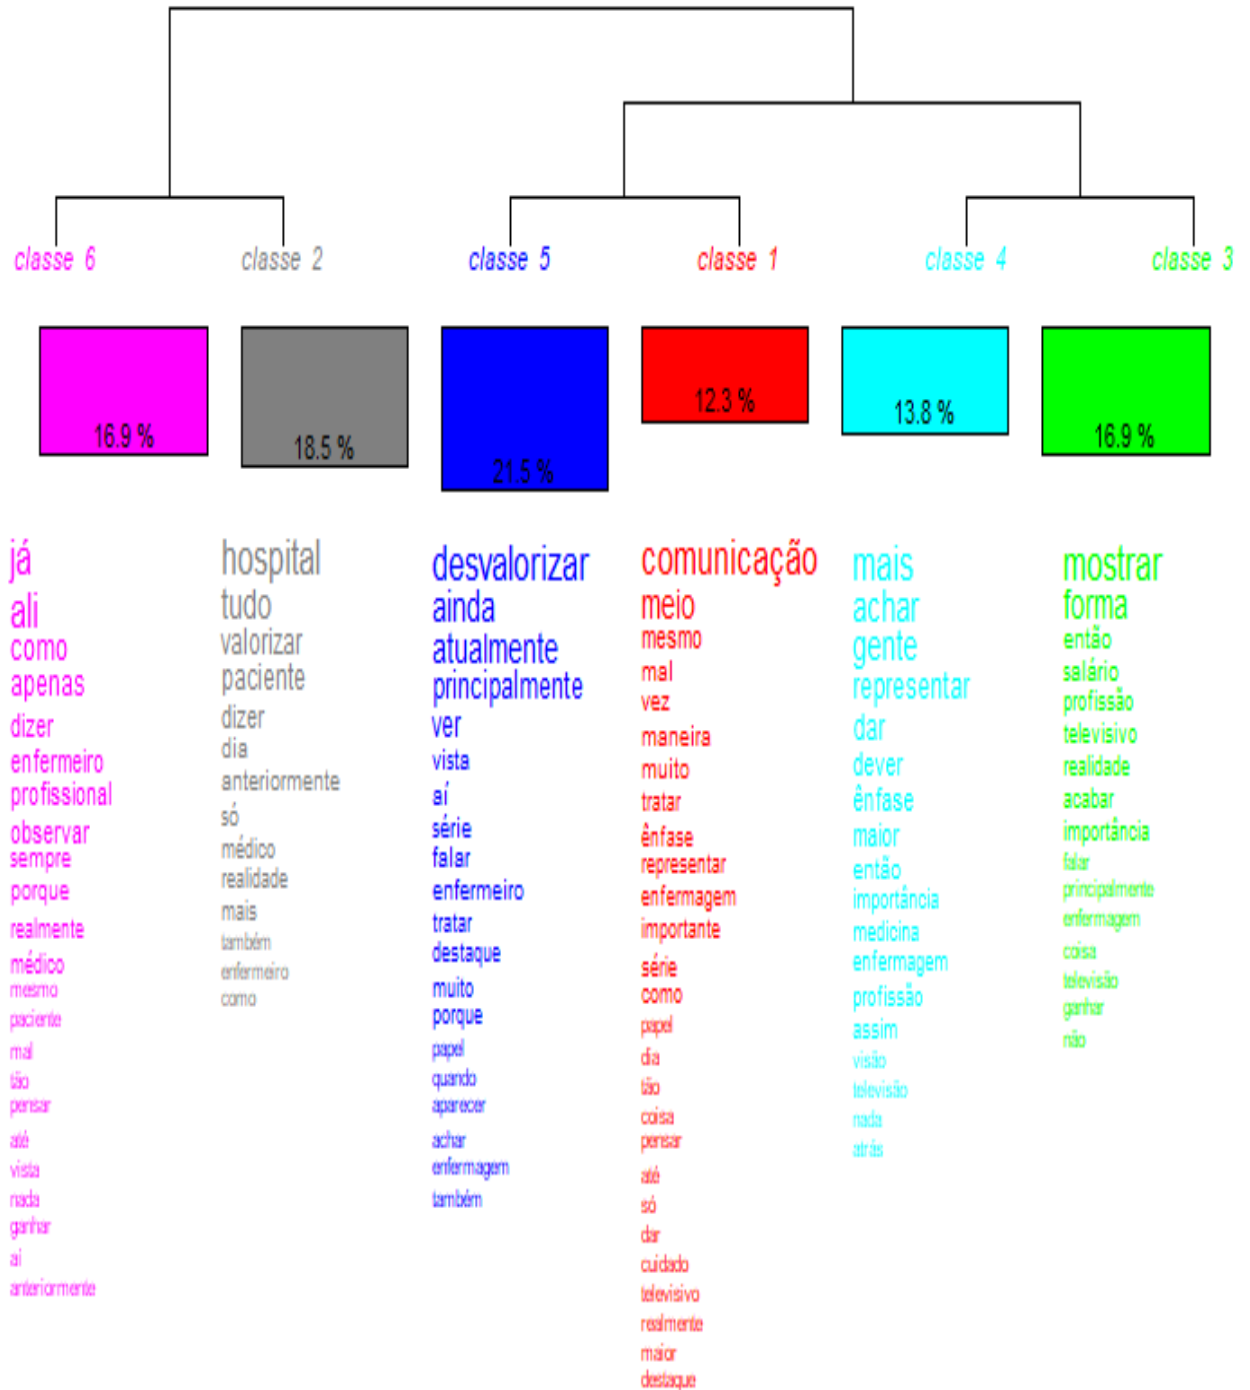 classe 6
classe 2
classe 5
classe 1
classe 4
classe 3
16.9 %
18.5 %
21.5 %
12.3 %
13.8 %
16.9 %
já
ali
como
apenas
dizer
enfermeiro
profissional
observar
sempre
porque
realmente
médico
mesmo
paciente
mal
tão
pensar
até
vista
nada
ganhar
aí
anteriormente
hospital
tudo
valorizar
paciente
dizer
dia
anteriormente
só
médico
realidade
mais
também
enfermeiro
como
desvalorizar
ainda
atualmente
principalmente
ver
vista
aí
série
falar
enfermeiro
tratar
destaque
muito
porque
papel
quando
aparecer
achar
enfermagem
também
comunicação
meio
mesmo
mal
vez
maneira
muito
tratar
ênfase
representar
enfermagem
importante
série
como
papel
dia
tão
coisa
pensar
até
só
dar
cuidado
televisivo
realmente
maior
destaque
mais
achar
gente
representar
dar
dever
ênfase
maior
então
importância
medicina
enfermagem
profissão
assim
visão
televisão
nada
atrás
mostrar
forma
então
salário
profissão
televisivo
realidade
acabar
importância
falar
principalmente
enfermagem
coisa
televisão
ganhar
não